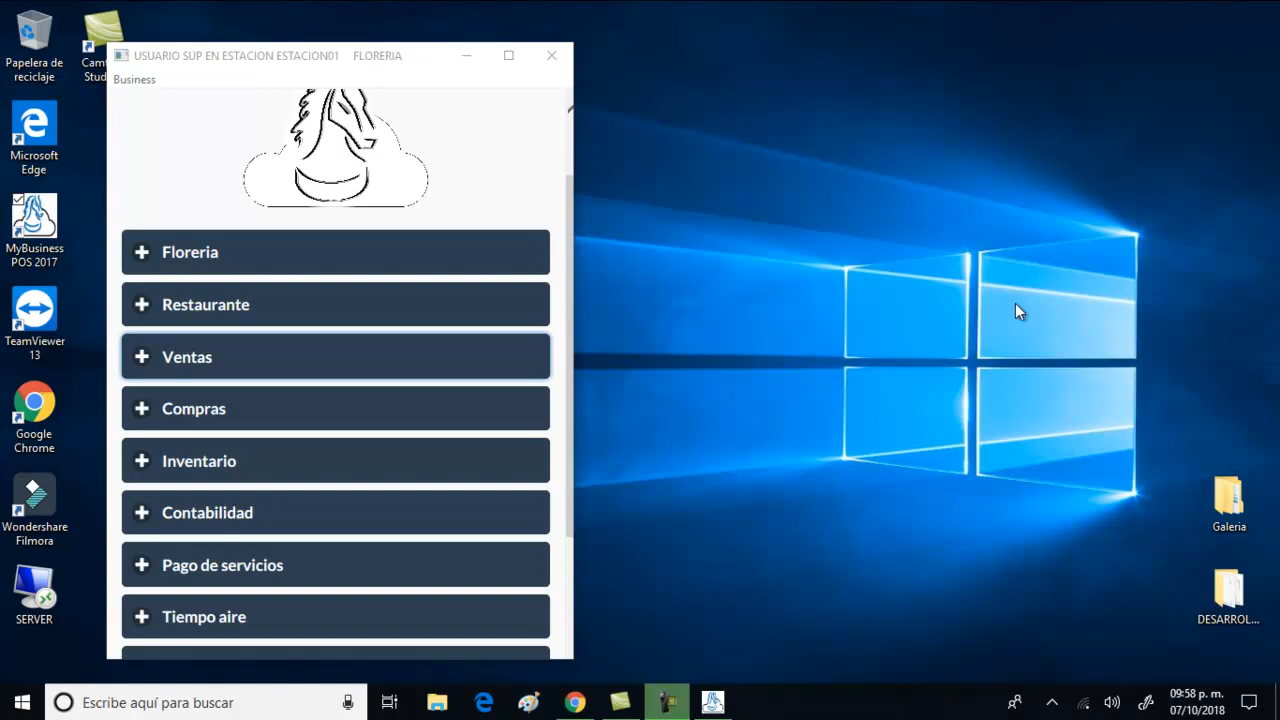 Papelera de
reciclaje
Microsoft
Edge
MyBusiness
POS 2017
TeamViewer
13
Google
Chrome
Wondershare
Filmora
SERVER
USUARIO SUP EN ESTACION ESTACION01 FLORERIA
Business
Floreria
Restaurante
Ventas
Compras
Inventario
Contabilidad
Pago de servicios
Tiempo aire
Galeria
DESARROL...
Escribe aquí para buscar
09:58 p. m.
07/10/2018